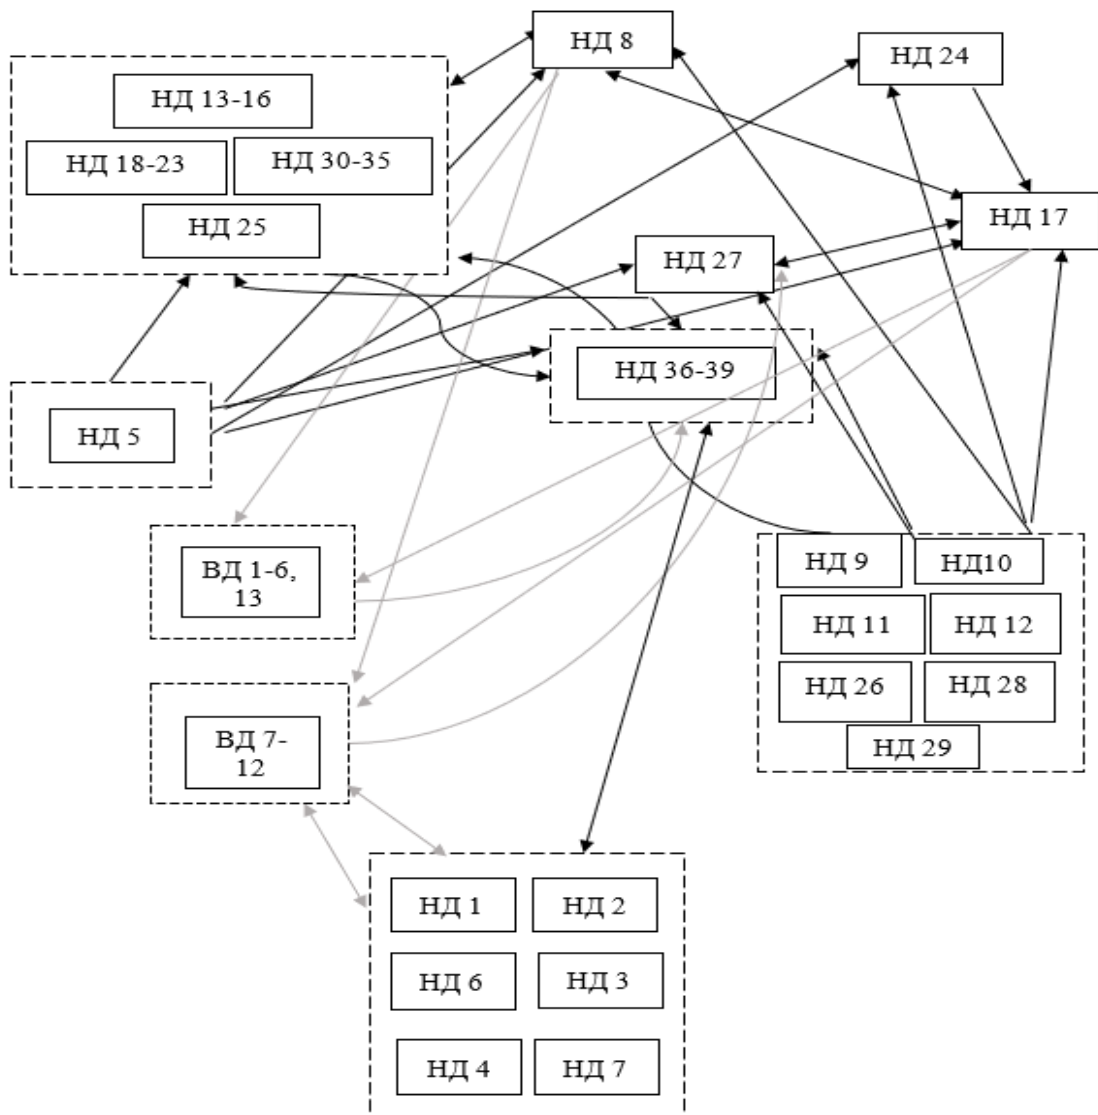 НД 8
НД 24
НД 13-16
НД 18-23
НД 30-35
НД 25
НД 17
НД 27
НД 36-39
НД 5
ВД 1-6,
13
НД 9
НД10
НД 11
НД 12
НД 26
НД 28
НД 29
ВД 7-
12
НД 1
НД 2
НД 6
НД 3
НД 4
НД 7